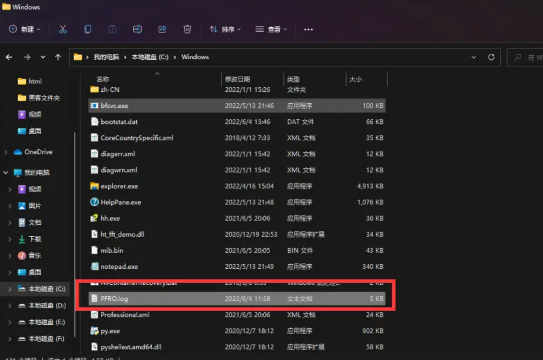 Windows
新建
排序
查看
我的电脑 > 本地磁盘 (C:) > Windows
在 W
名称 修改日期 类型 大小
html
黑客文件夹
视频
桌面
OneDrive
我的电脑
视频
图片
文档
下载
音乐
桌面
本地磁盘 (C:)
本地磁盘 (D:)
本地磁盘 (E:)
本地磁盘 (F:)
zh-CN 2022/1/1 15:26 文件夹
bfsvc.exe 2022/5/13 21:46 应用程序 100 KB
bootstat.dat 2022/6/4 13:46 DAT 文件 66 KB
CoreCountrySpecific.xml 2018/4/12 7:33 XML 文档 35 KB
diagerr.xml 2022/1/1 15:42 XML 文档 15 KB
diagwrn.xml 2022/1/1 15:42 XML 文档 15 KB
explorer.exe 2022/4/16 15:04 应用程序 4,913 KB
HelpPane.exe 2022/5/13 21:48 应用程序 1,076 KB
hh.exe 2021/6/5 20:06 应用程序 36 KB
ht_fft_demo.dll 2020/12/19 22:53 应用程序扩展 34 KB
mib.bin 2021/6/5 20:05 BIN 文件 43 KB
notepad.exe 2022/5/13 21:49 应用程序 340 KB
NvContainerRecovery.bat Windows 2 KB
PFRO.log 2022/6/4 11:38 文本文档 5 KB
Professional.xml 2021/6/5 20:06 XML 文档 24 KB
py.exe 2020/12/7 18:12 应用程序 902 KB
pyshellext.amd64.dll 2020/12/7 18:12 应用程序扩展 58 KB